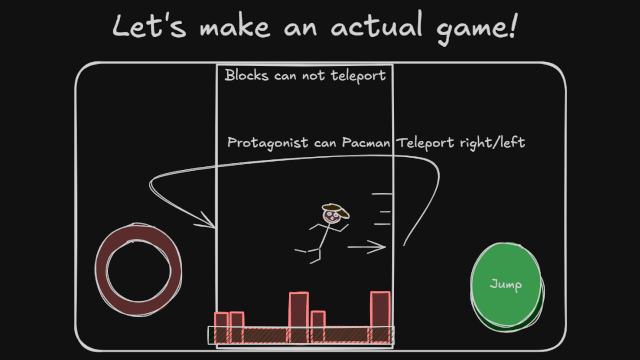 Let's make an actual game!
Blocks can not teleport
Protagonist can Pacman Teleport right/left
Jump